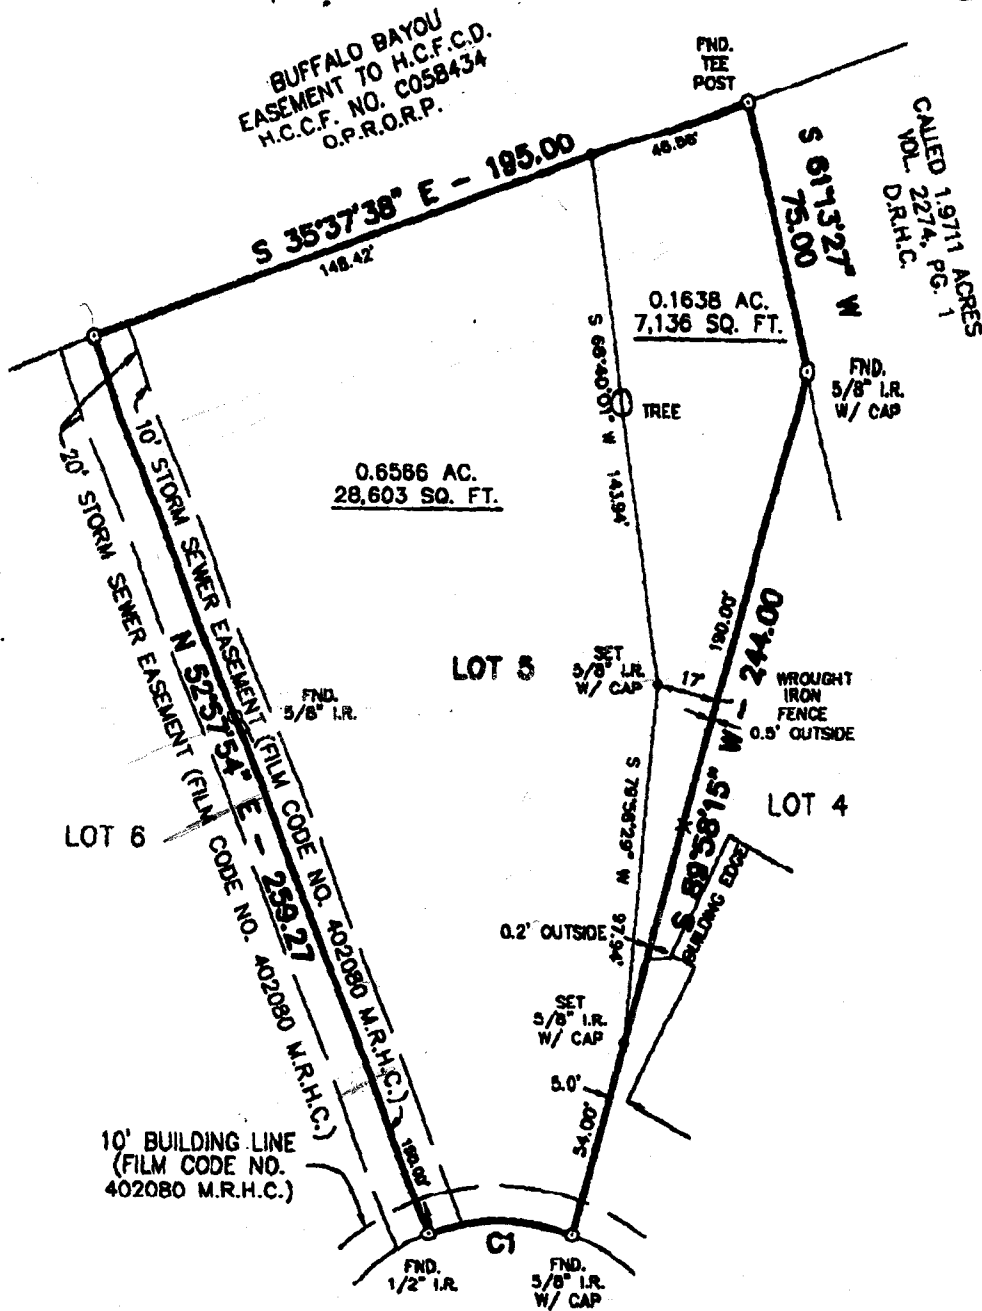 BUFFALO BAYOU
EASEMENT TO H.C.F.C.D.
H.C.C.F. NO. C058434
O.P.R.O.R.P.
FND.
TEE
POST
CALLED 1.9711 ACRES
VOL. 2274, PG. 1
D.R.H.C.
S 35°37'38" E - 195.00
148.42'
46.58'
S 61°13'27" W
75.00
0.1638 AC.
7,136 SQ. FT.
FND.
5/8" I.R.
W/ CAP
S 68°40'01" W 143.94'
TREE
10' STORM SEWER EASEMENT (FILM CODE NO. 402080 M.R.H.C.)
20' STORM SEWER EASEMENT (FILM CODE NO. 402080 M.R.H.C.)
0.6566 AC.
28,603 SQ. FT.
N 52°57'54" E - 259.27
LOT 5
SET
5/8" I.R.
W/ CAP
17'
190.00'
S 89°58'15" W - 244.00
WROUGHT
IRON
FENCE
0.5' OUTSIDE
FND.
5/8" I.R.
LOT 6
LOT 4
S 79°56'29" W 97.94'
BUILDING EDGE
0.2' OUTSIDE
SET
5/8" I.R.
W/ CAP
5.0'
54.00'
10' BUILDING LINE
(FILM CODE NO.
402080 M.R.H.C.)
190.00'
C1
FND.
1/2" I.R.
FND.
5/8" I.R.
W/ CAP